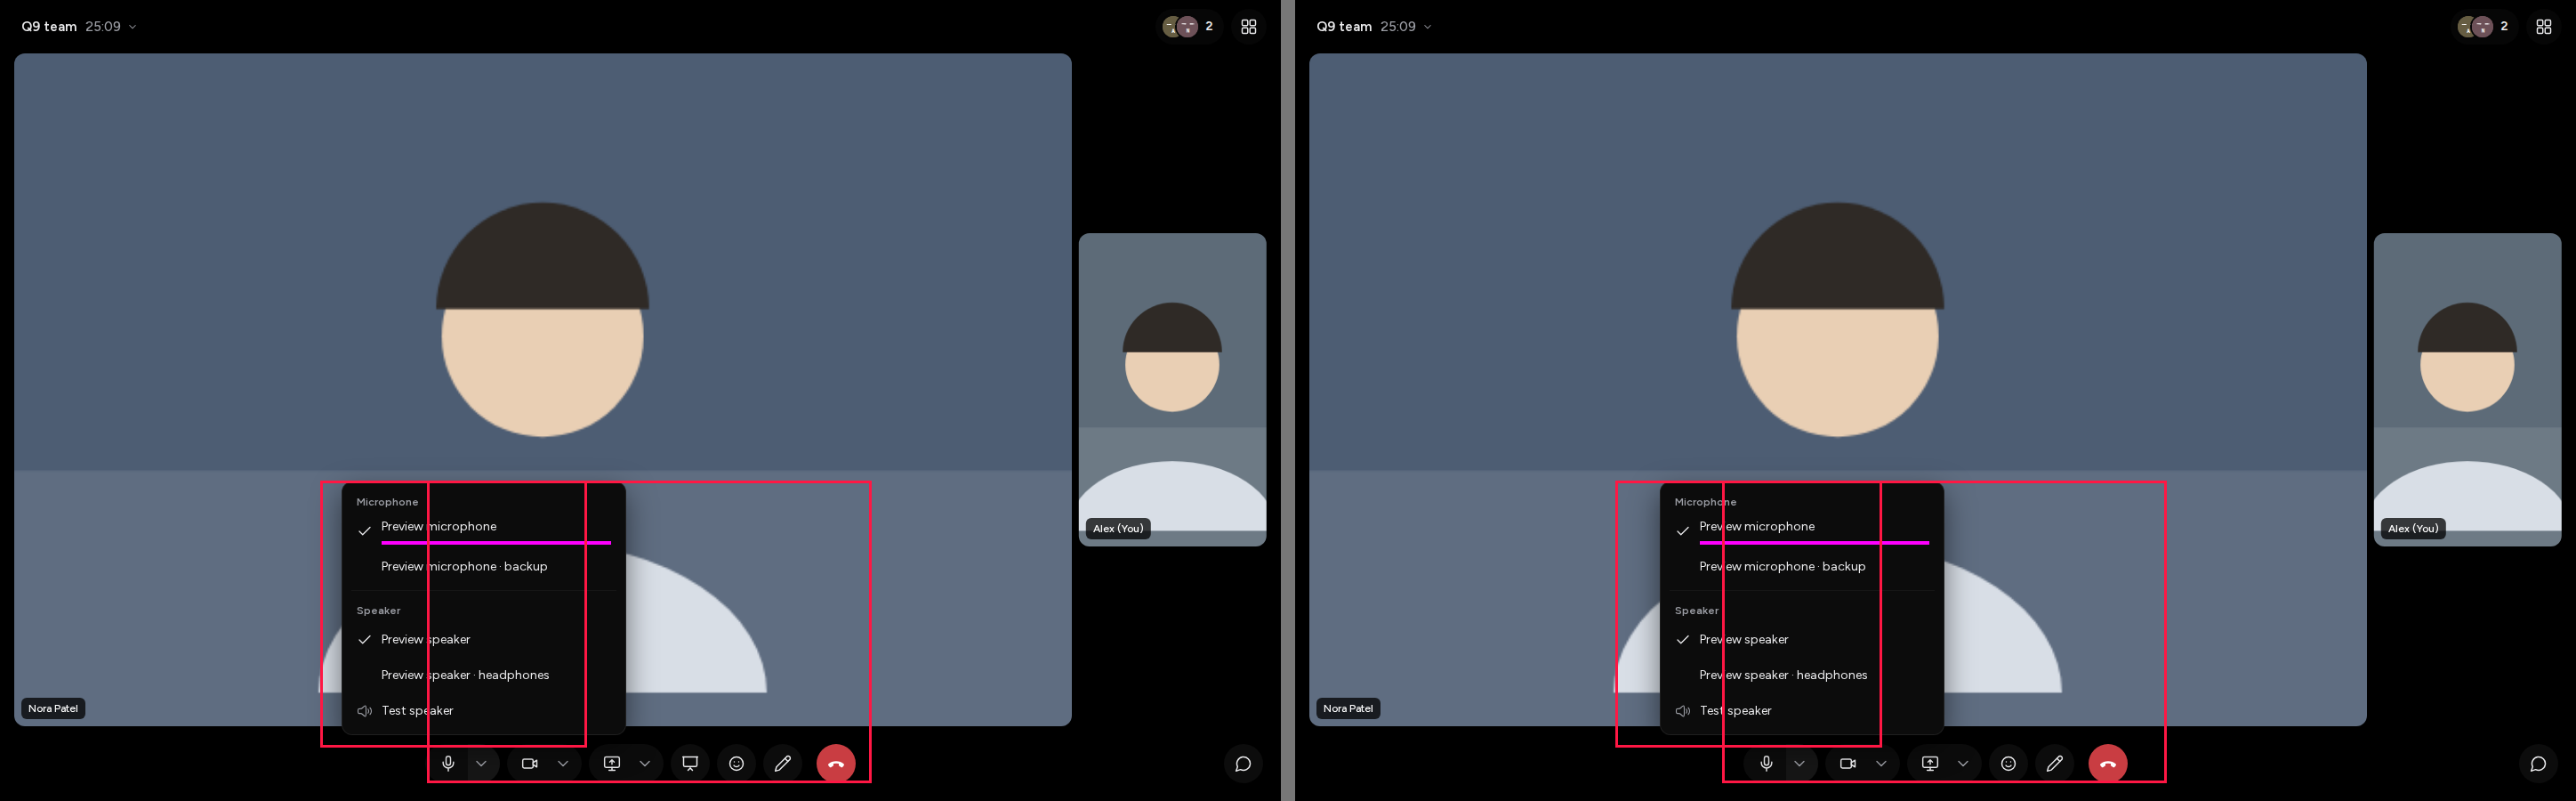 Q9 team 25:09
2
Microphone
Preview microphone
Preview microphone · backup
Speaker
Preview speaker
Preview speaker · headphones
Test speaker
Nora Patel
Alex (You)
Q9 team 25:09
2
Microphone
Preview microphone
Preview microphone · backup
Speaker
Preview speaker
Preview speaker · headphones
Test speaker
Nora Patel
Alex (You)